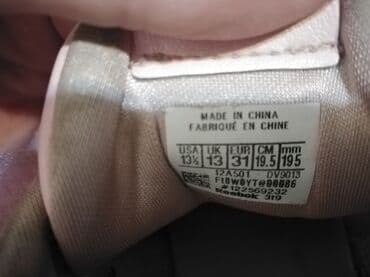 MADE IN CHINA
FABRIQUÉ EN CHINE
USA UK EUR CM mm
13½ 13 31 19.5 195
12A501 DV9013
#122569232
Reebok 319